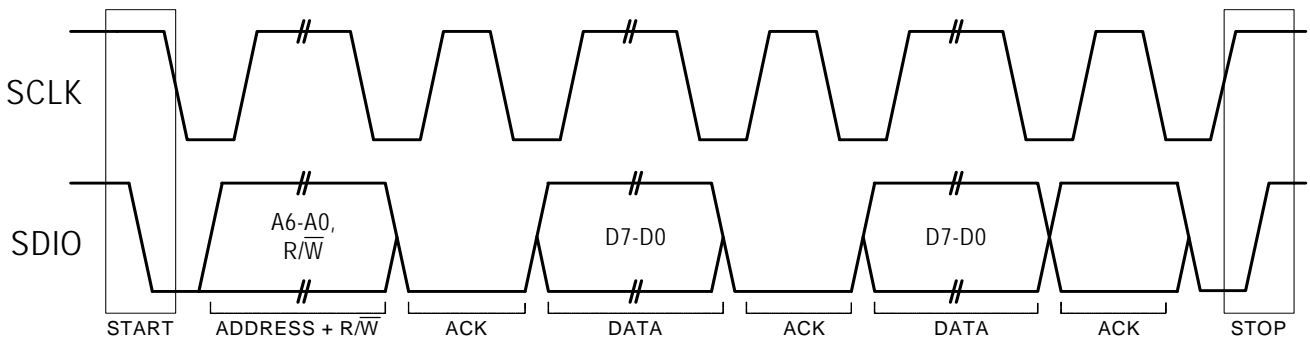 SCLK
SDIO
A6-A0,
R/W̅
D7-D0
D7-D0
START
ADDRESS + R/W̅
ACK
DATA
ACK
DATA
ACK
STOP